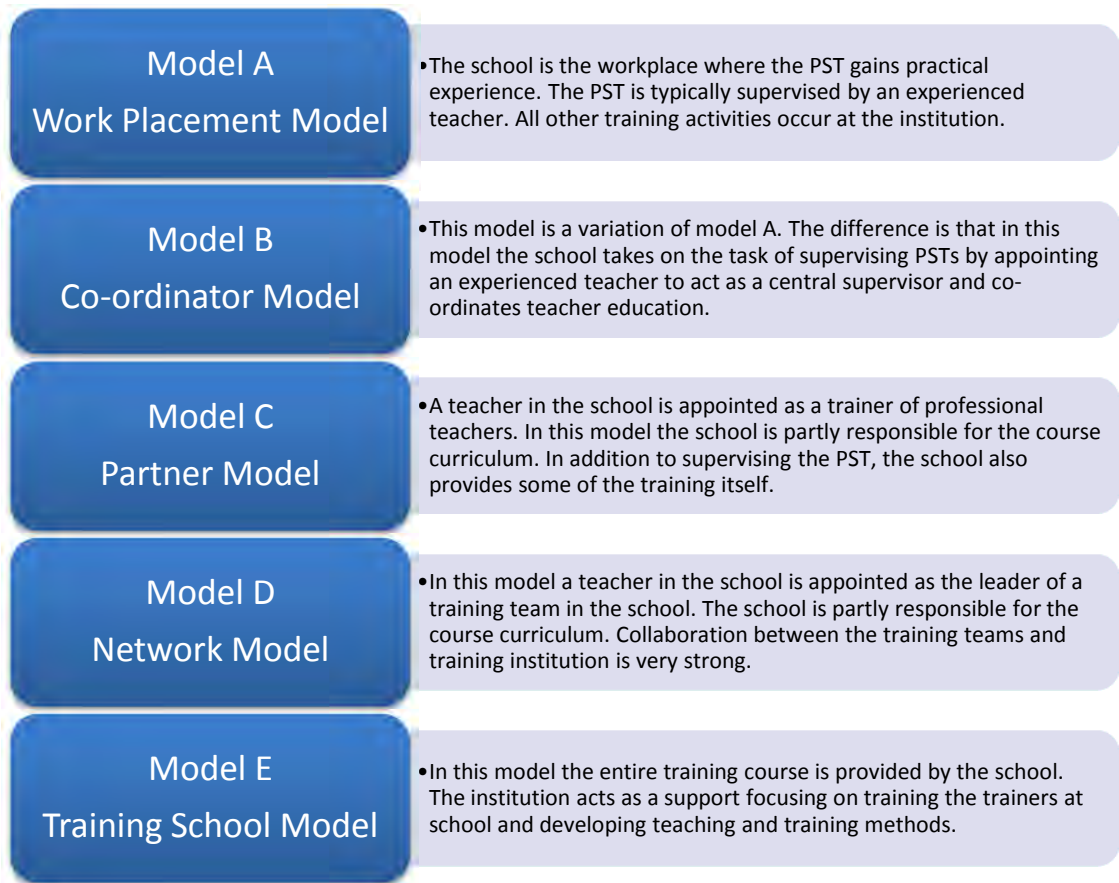 Model A
Work Placement Model
•The school is the workplace where the PST gains practical
experience. The PST is typically supervised by an experienced
teacher. All other training activities occur at the institution.
Model B
Co-ordinator Model
•This model is a variation of model A. The difference is that in this
model the school takes on the task of supervising PSTs by appointing
an experienced teacher to act as a central supervisor and co-
ordinates teacher education.
Model C
Partner Model
•A teacher in the school is appointed as a trainer of professional
teachers. In this model the school is partly responsible for the course
curriculum. In addition to supervising the PST, the school also
provides some of the training itself.
Model D
Network Model
•In this model a teacher in the school is appointed as the leader of a
training team in the school. The school is partly responsible for the
course curriculum. Collaboration between the training teams and
training institution is very strong.
Model E
Training School Model
•In this model the entire training course is provided by the school.
The institution acts as a support focusing on training the trainers at
school and developing teaching and training methods.